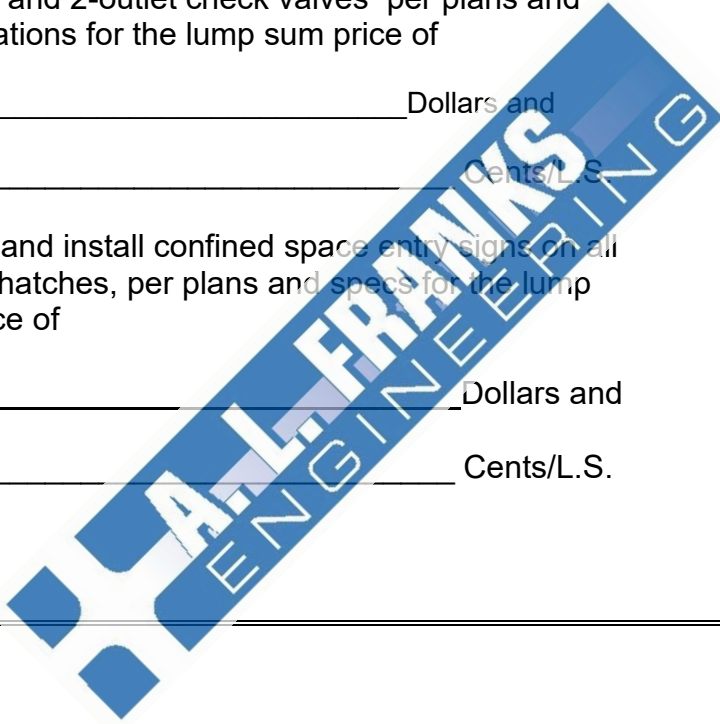 and 2-outlet check valves per plans and
ations for the lump sum price of
Dollars and
Cents/L.S.
and install confined space entry signs on all
hatches, per plans and specs for the lump
ce of
Dollars and
Cents/L.S.
A. L. FRANKS
ENGINEERING